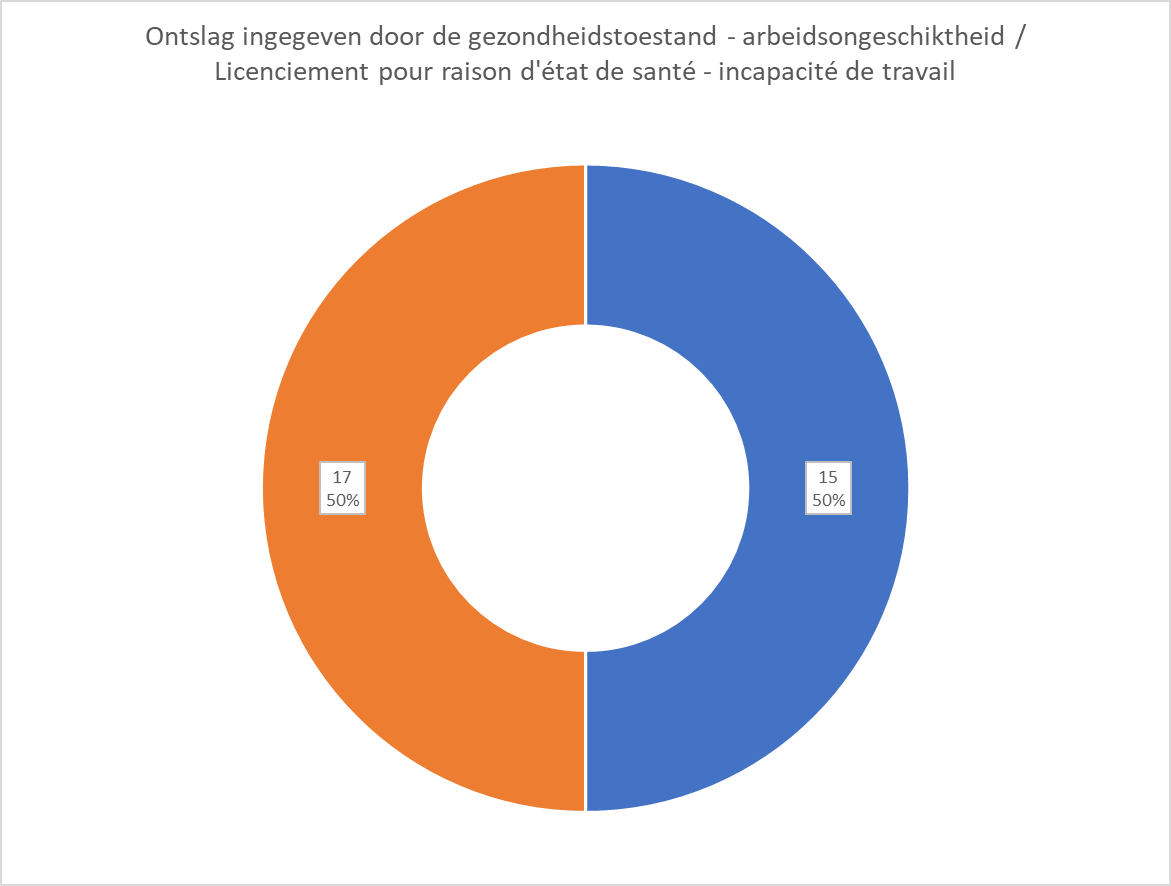 Ontslag ingegeven door de gezondheidstoestand - arbeidsongeschiktheid /
Licenciement pour raison d'état de santé - incapacité de travail
17
50%
15
50%